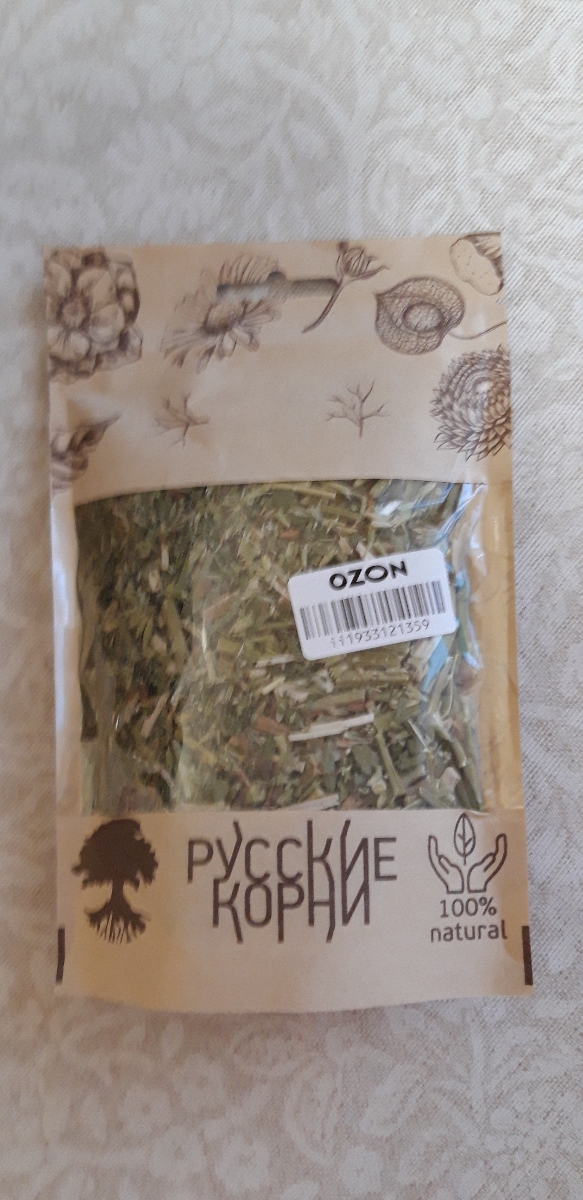 OZON
111933121359
РУССКИЕ
КОРНИ
100%
natural